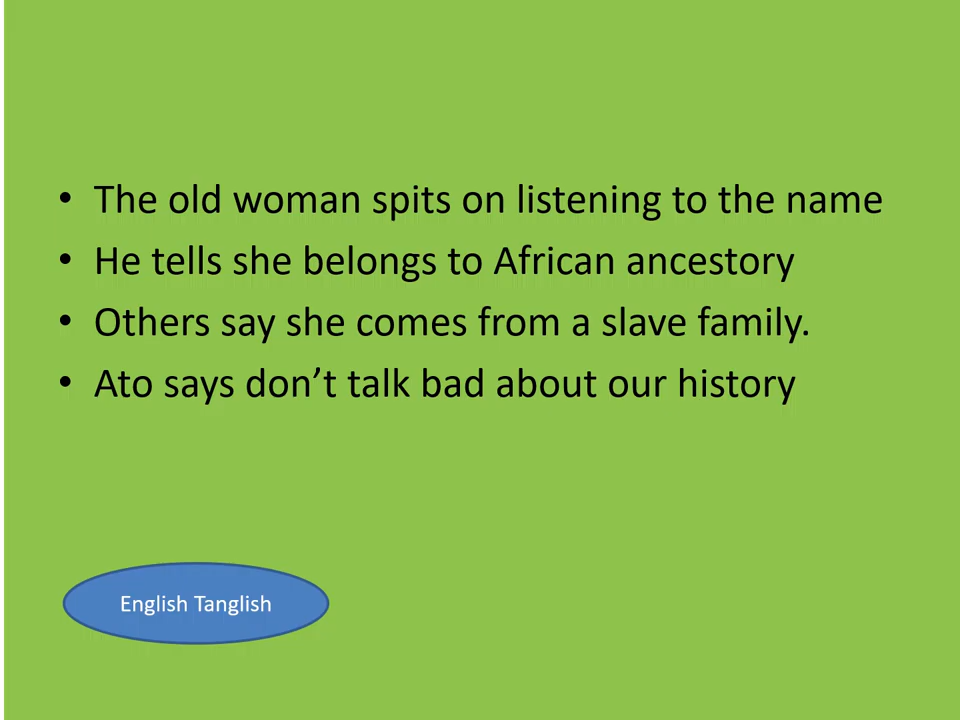 • The old woman spits on listening to the name
• He tells she belongs to African ancestory
• Others say she comes from a slave family.
• Ato says don’t talk bad about our history
English Tanglish